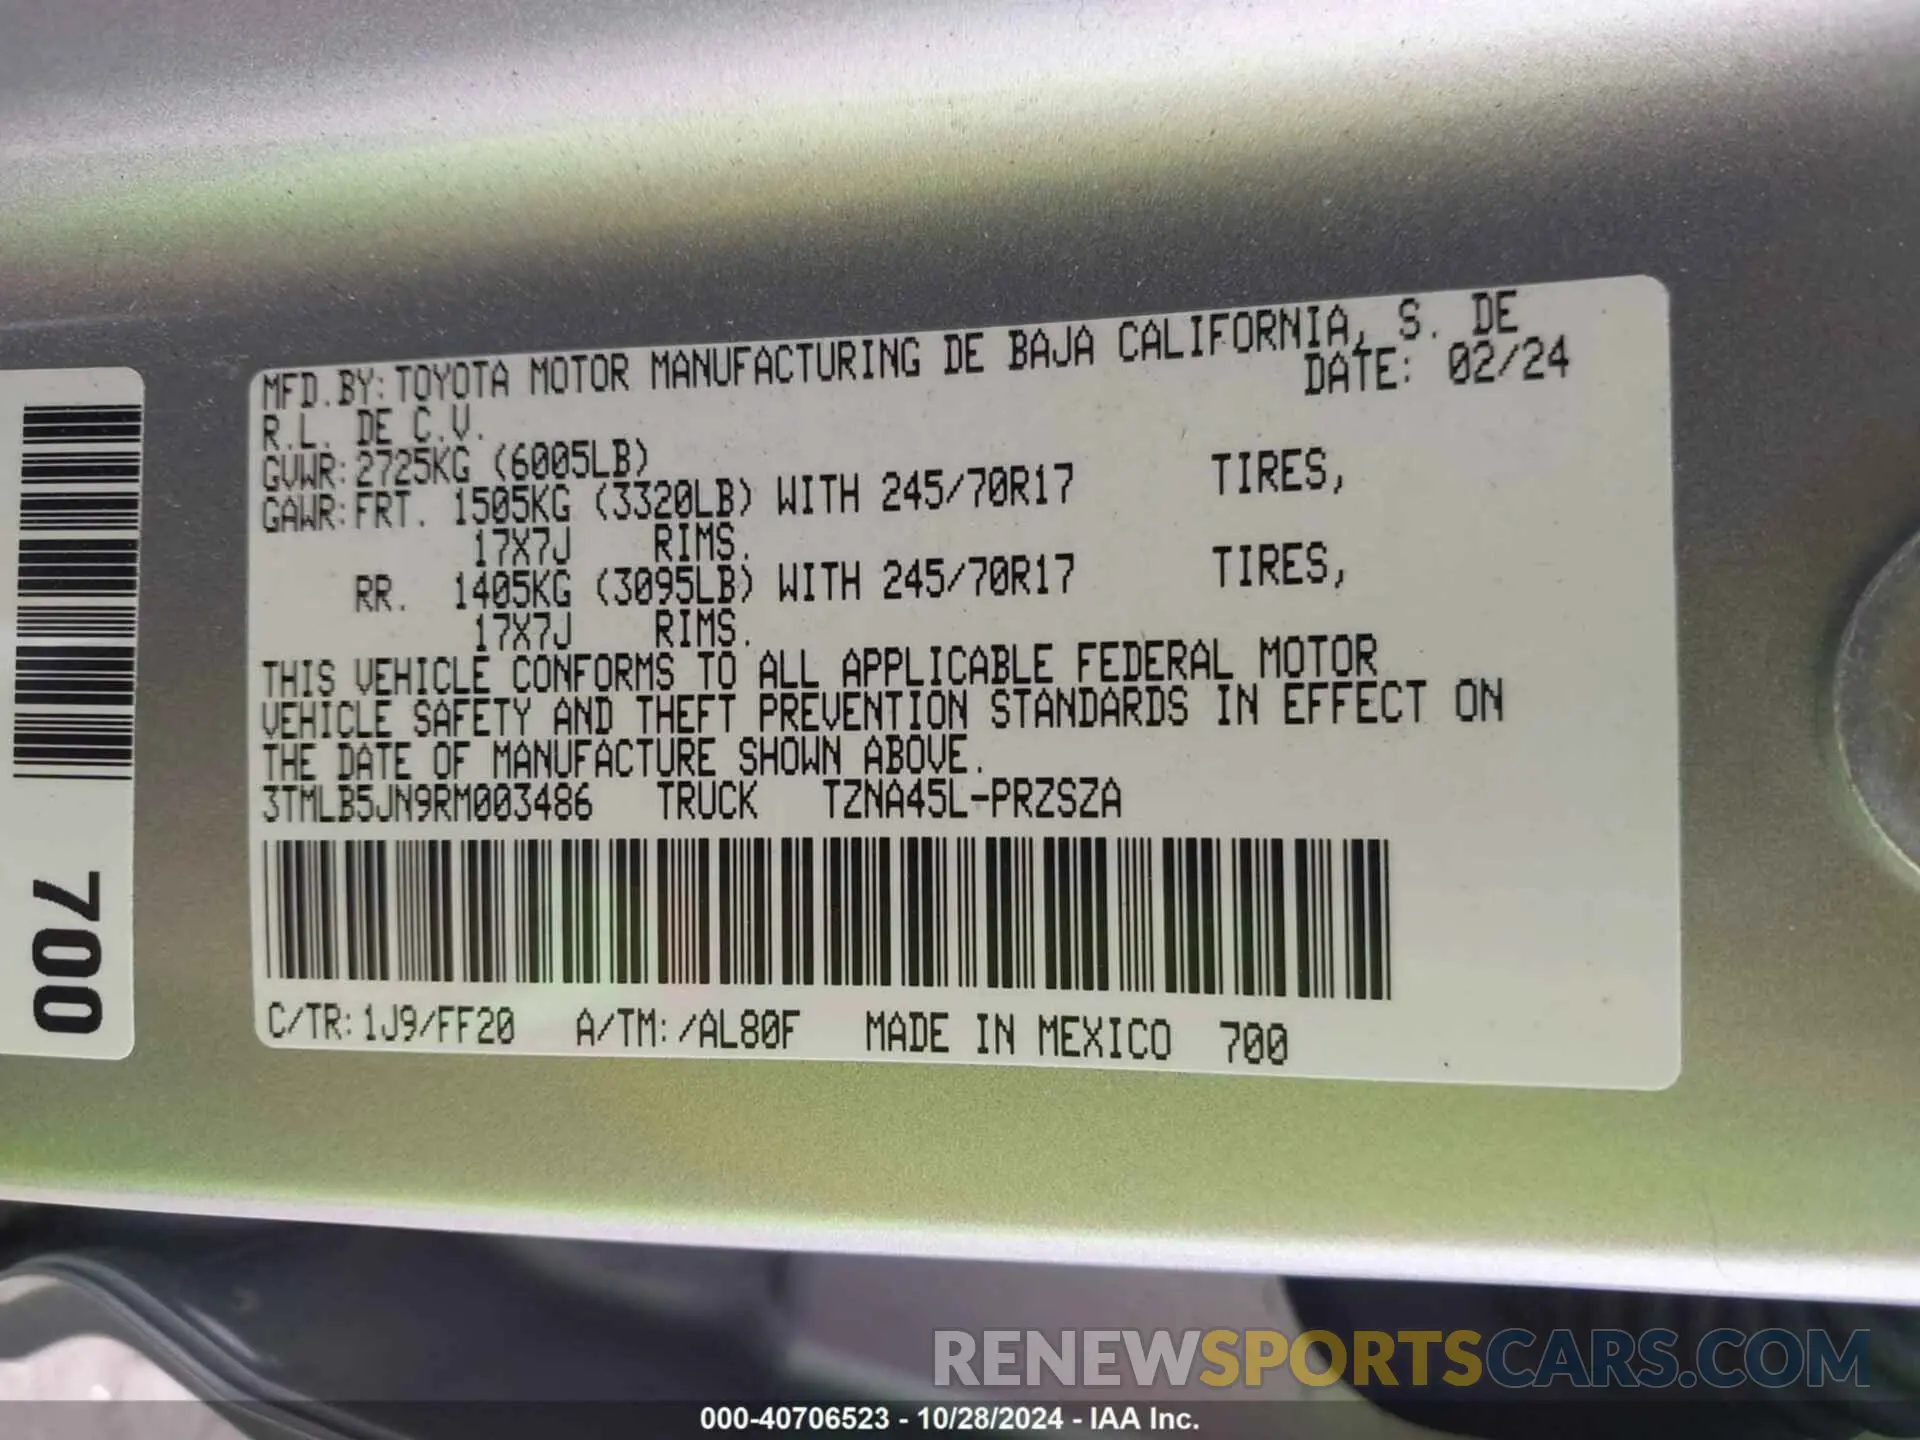 MFD.BY:TOYOTA MOTOR MANUFACTURING DE BAJA CALIFORNIA, S. DE
R.L. DE C.V. DATE: 02/24
GVWR:2725KG (6005LB)
GAWR:FRT. 1505KG (3320LB) WITH 245/70R17 TIRES,
17X7J RIMS.
RR. 1405KG (3095LB) WITH 245/70R17 TIRES,
17X7J RIMS.
THIS VEHICLE CONFORMS TO ALL APPLICABLE FEDERAL MOTOR
VEHICLE SAFETY AND THEFT PREVENTION STANDARDS IN EFFECT ON
THE DATE OF MANUFACTURE SHOWN ABOVE.
3TMLB5JN9RM003486 TRUCK TZNA45L-PRZSZA
C/TR:1J9/FF20 A/TM:/AL80F MADE IN MEXICO 700
700
RENEWSPORTSCARS.COM
000-40706523 - 10/28/2024 - IAA Inc.